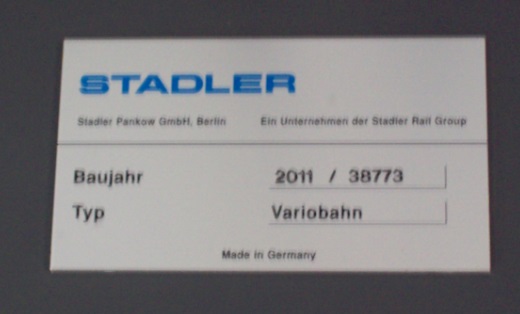 STADLER
Stadler Pankow GmbH, Berlin Ein Unternehmen der Stadler Rail Group
Baujahr 2011 / 38773
Typ Variobahn
Made in Germany